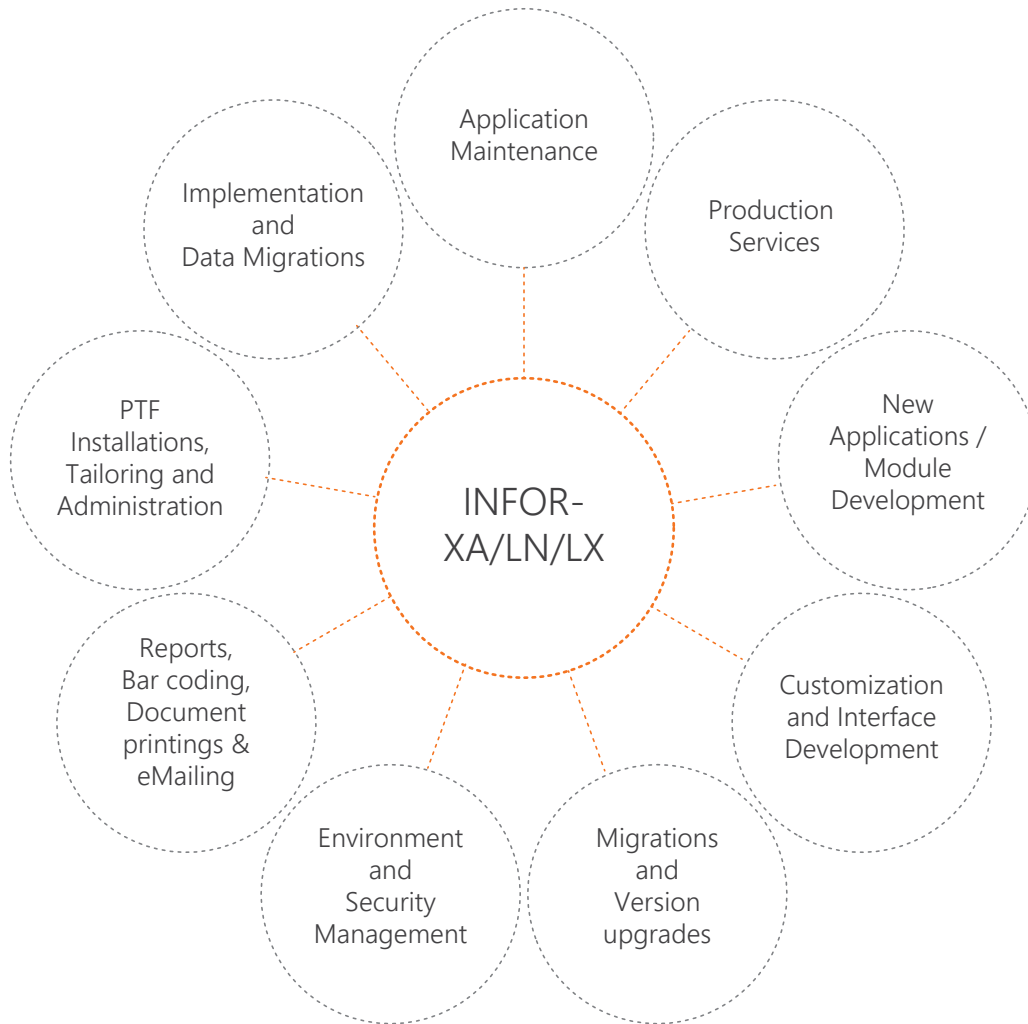 Application
Maintenance
Production
Services
New
Applications /
Module
Development
Customization
and Interface
Development
Migrations
and
Version
upgrades
Environment
and
Security
Management
Reports,
Bar coding,
Document
printings &
eMailing
PTF
Installations,
Tailoring and
Administration
Implementation
and
Data Migrations
INFOR-
XA/LN/LX